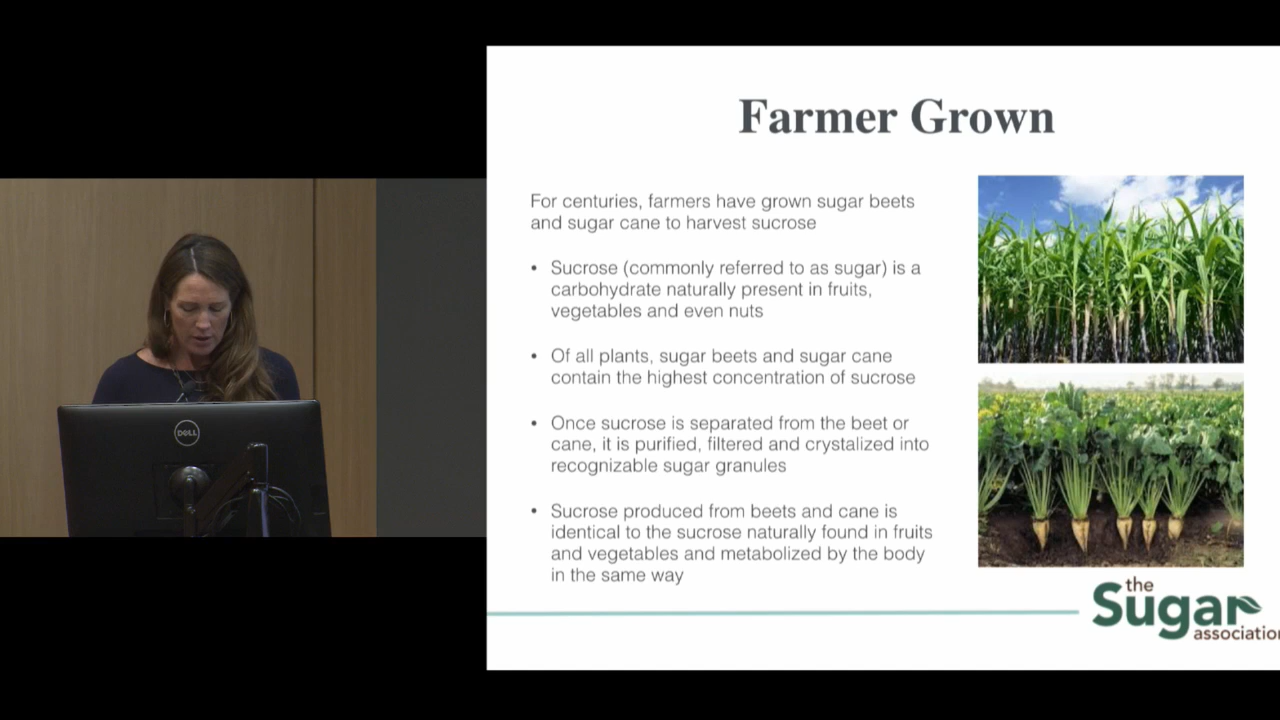 Farmer Grown
For centuries, farmers have grown sugar beets
and sugar cane to harvest sucrose
• Sucrose (commonly referred to as sugar) is a
carbohydrate naturally present in fruits,
vegetables and even nuts
• Of all plants, sugar beets and sugar cane
contain the highest concentration of sucrose
• Once sucrose is separated from the beet or
cane, it is purified, filtered and crystalized into
recognizable sugar granules
• Sucrose produced from beets and cane is
identical to the sucrose naturally found in fruits
and vegetables and metabolized by the body
in the same way
the
Sugar
association
DELL